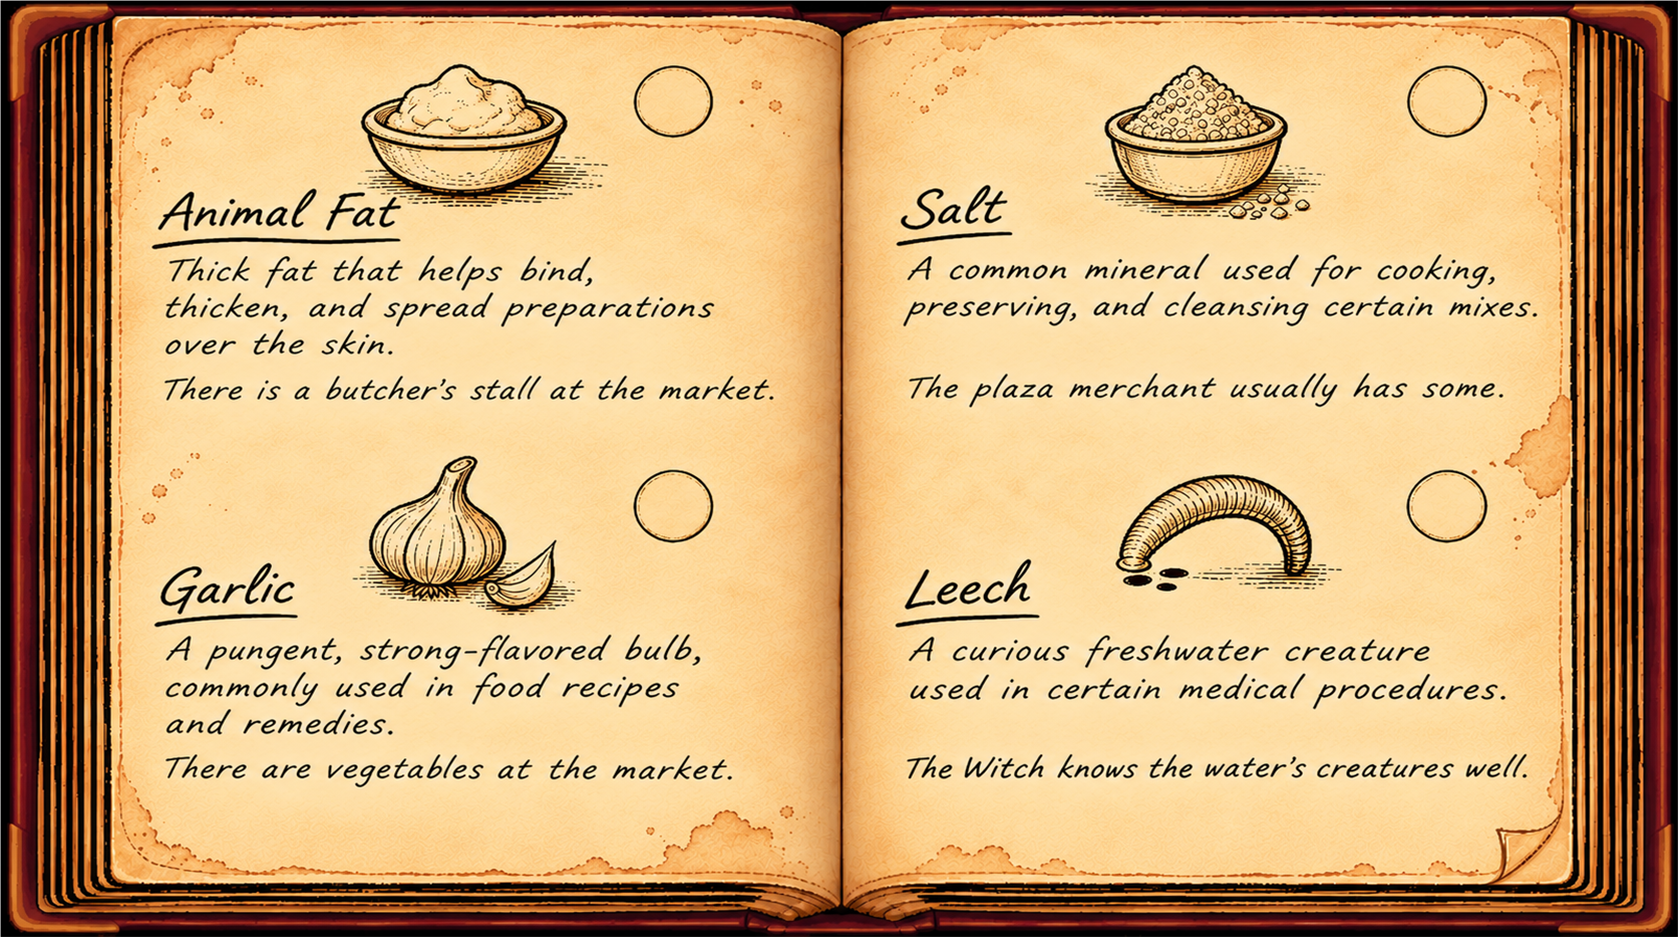 Animal Fat
Thick fat that helps bind,
thicken, and spread preparations
over the skin.
There is a butcher's stall at the market.
Garlic
A pungent, strong-flavored bulb,
commonly used in food recipes
and remedies.
There are vegetables at the market.
Salt
A common mineral used for cooking,
preserving, and cleansing certain mixes.
The plaza merchant usually has some.
Leech
A curious freshwater creature
used in certain medical procedures.
The Witch knows the water's creatures well.